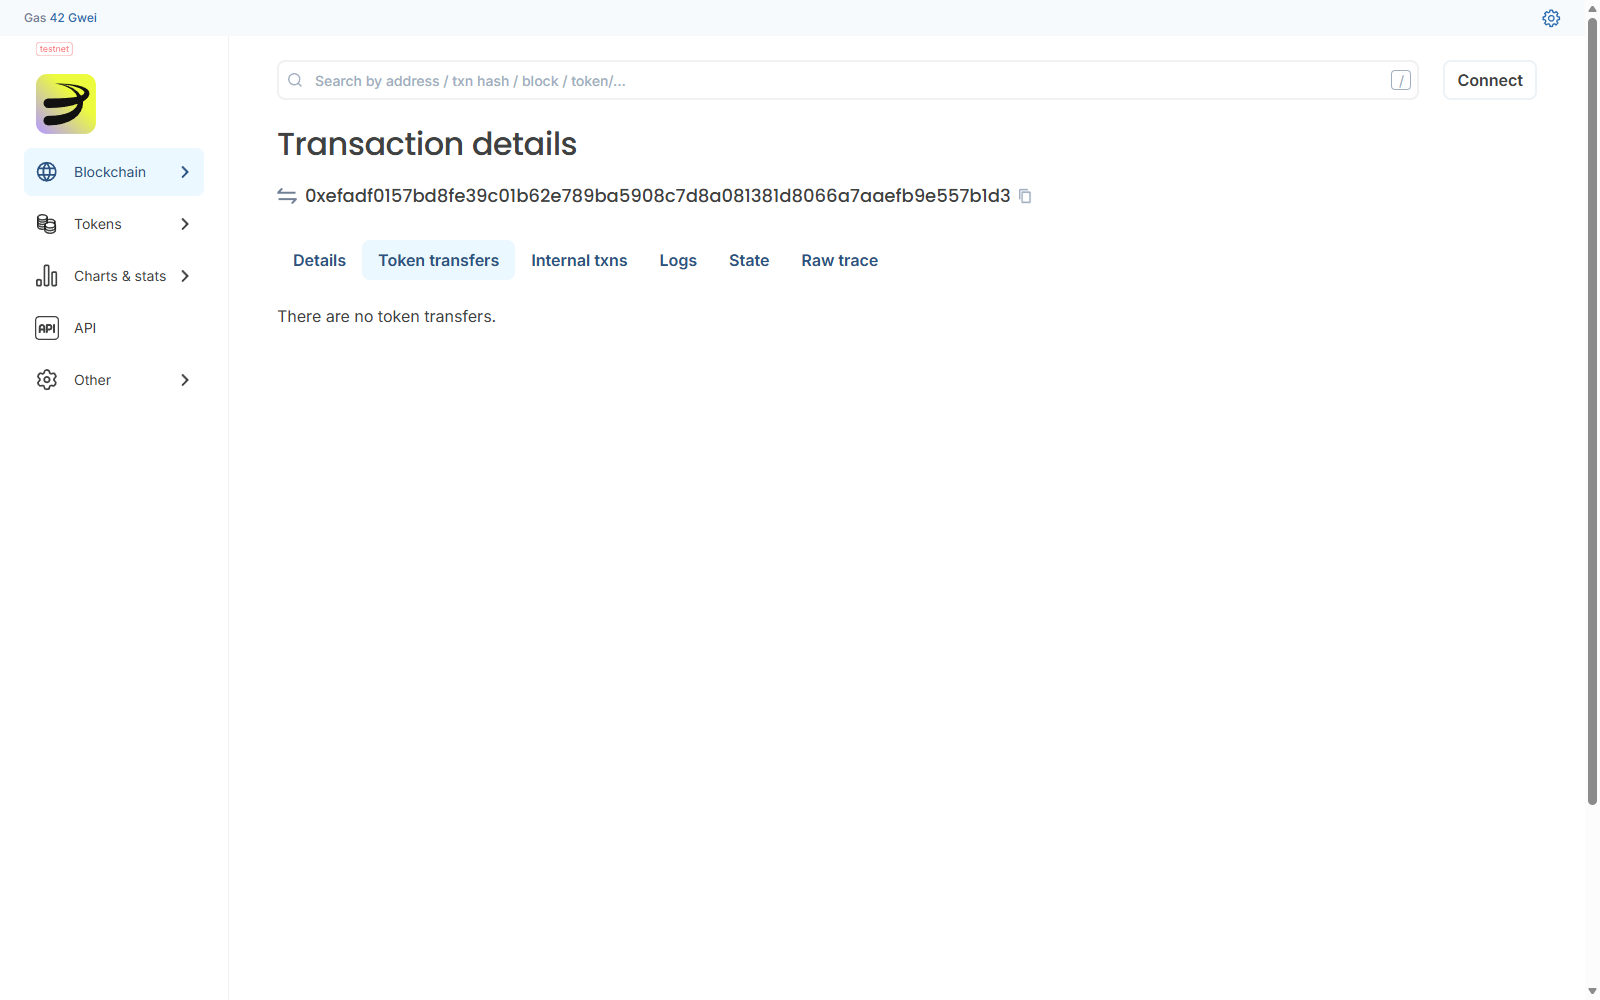 Gas 42 Gwei
testnet
Search by address / txn hash / block / token/...
/
Connect
Transaction details
0xefadf0157bd8fe39c01b62e789ba5908c7d8a081381d8066a7aaefb9e557b1d3
Blockchain
Tokens
Charts & stats
API
API
Other
Details
Token transfers
Internal txns
Logs
State
Raw trace
There are no token transfers.